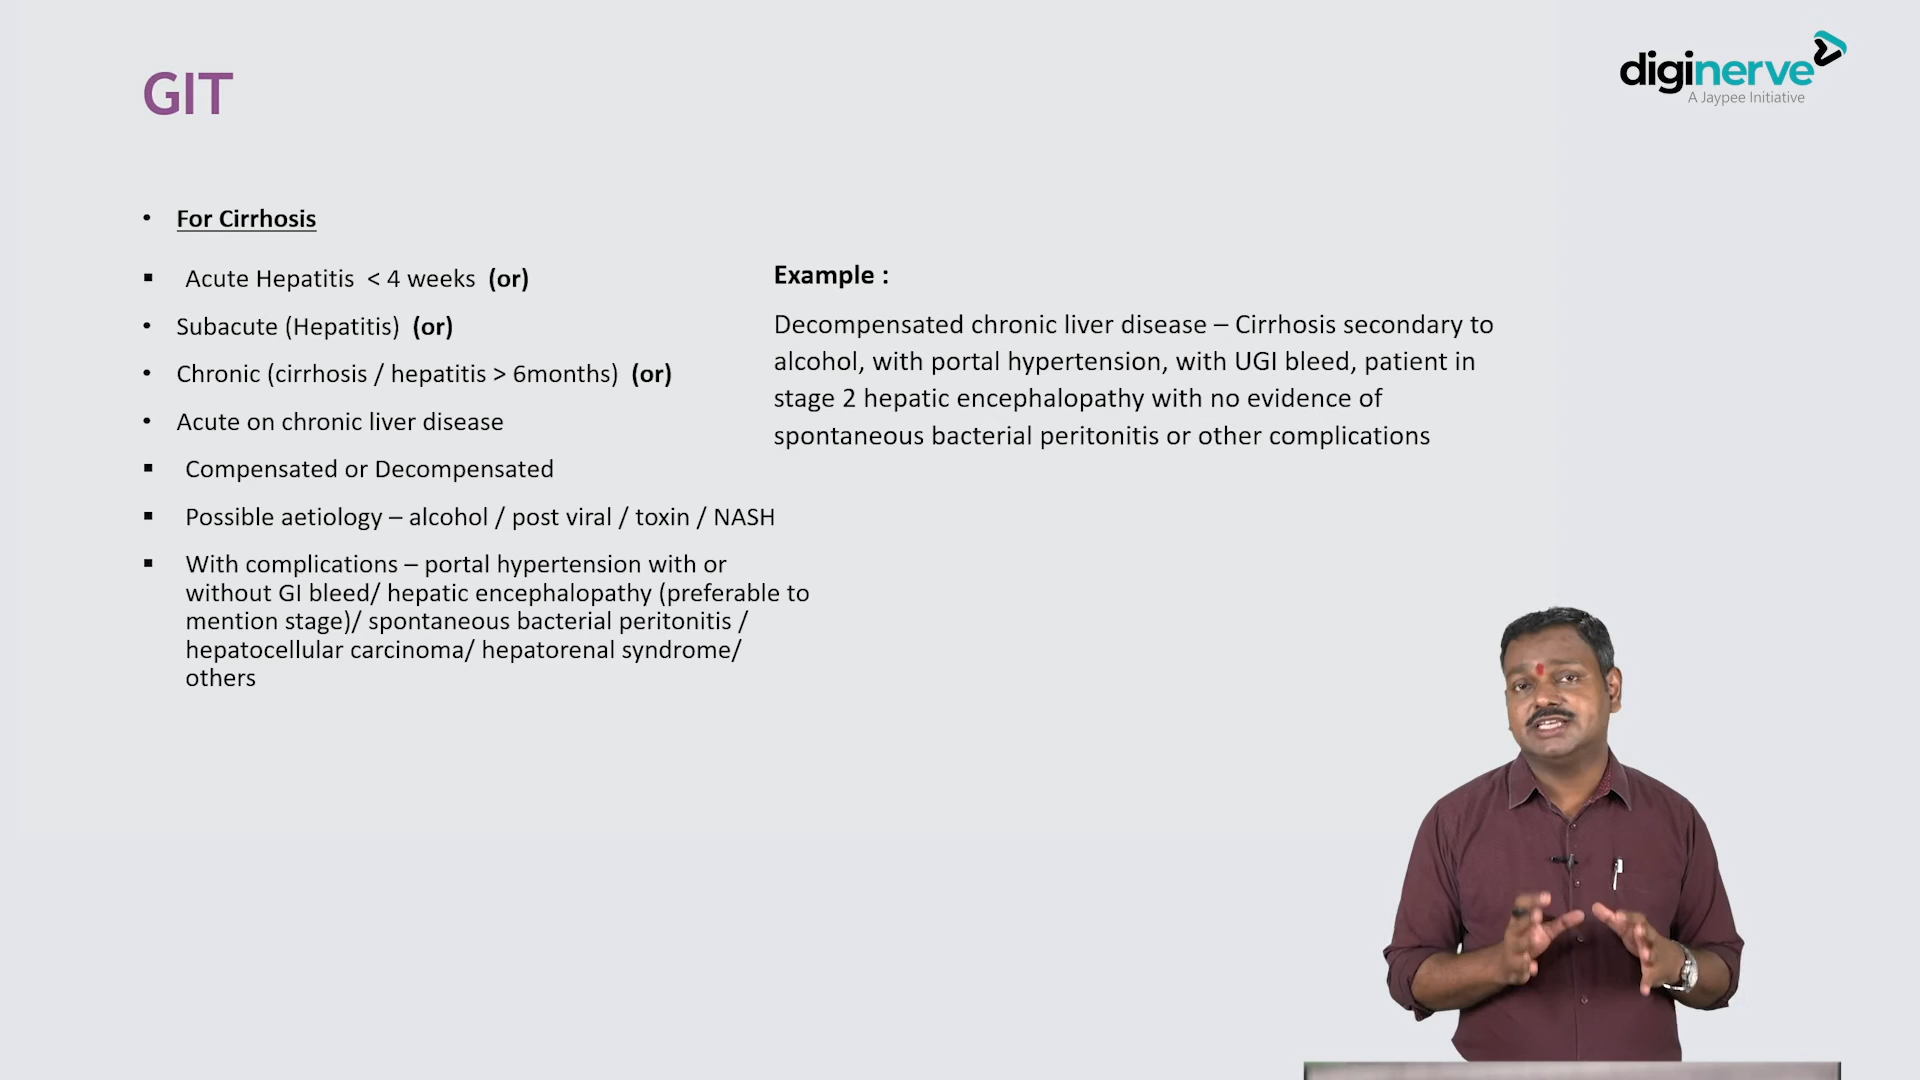 GIT
diginerve
A Jaypee Initiative
• For Cirrhosis
▪ Acute Hepatitis < 4 weeks (or)
• Subacute (Hepatitis) (or)
• Chronic (cirrhosis / hepatitis > 6months) (or)
• Acute on chronic liver disease
▪ Compensated or Decompensated
▪ Possible aetiology – alcohol / post viral / toxin / NASH
▪ With complications – portal hypertension with or
without GI bleed/ hepatic encephalopathy (preferable to
mention stage)/ spontaneous bacterial peritonitis /
hepatocellular carcinoma/ hepatorenal syndrome/
others
Example :
Decompensated chronic liver disease – Cirrhosis secondary to
alcohol, with portal hypertension, with UGI bleed, patient in
stage 2 hepatic encephalopathy with no evidence of
spontaneous bacterial peritonitis or other complications